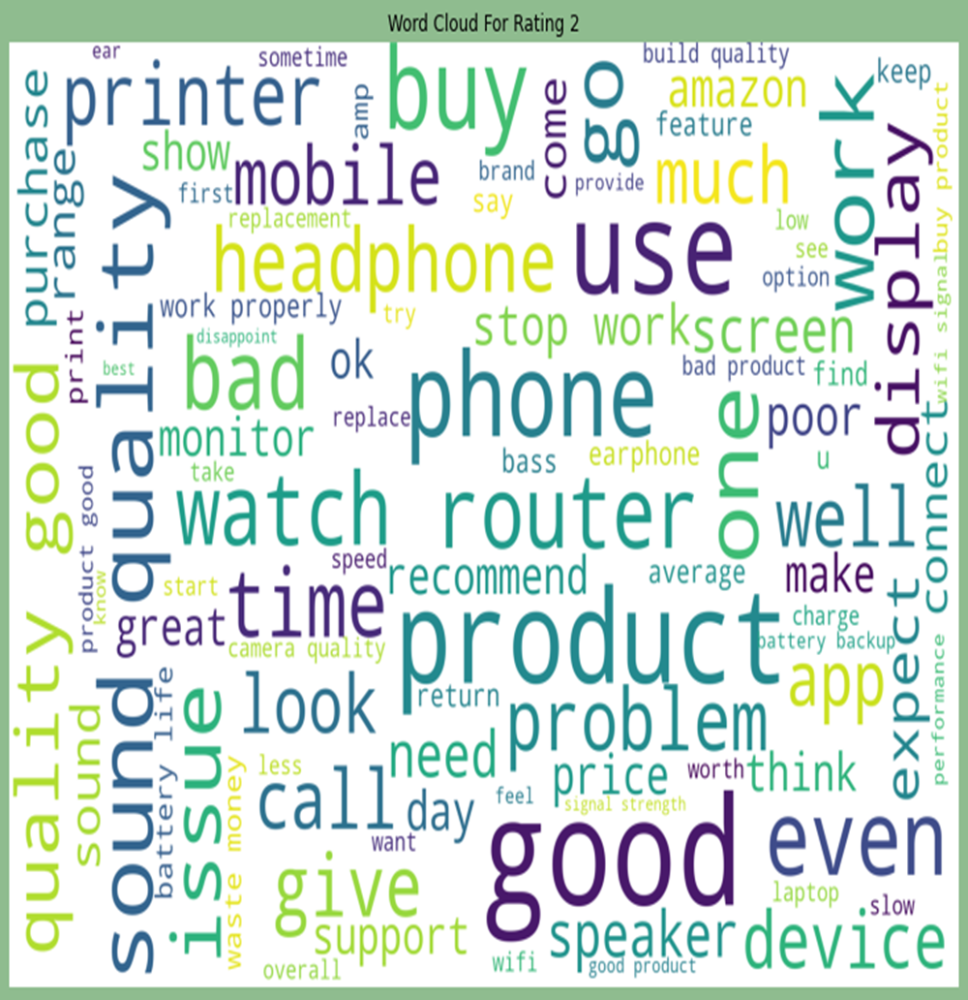 Word Cloud For Rating 2
ear
sometime
build quality
keep
printer
buy
come
go
amazon
work
purchase
amp
feature
wifi signalbuy product
show
range
mobile
brand
provide
much
display
first
say
quality
replacement
low
headphone
use
see
option
work properly
try
stop work
screen
print
disappoint
bad
ok
best
phone
bad product
find
quality good
monitor
replace
one
poor
connect
bass
earphone
u
take
product good
watch
router
well
speed
recommend
average
make
know
start
time
great
product
charge
camera quality
battery backup
expect
performance
app
sound quality
battery life
issue
look
return
problem
sound
need
less
price
worth
think
waste money
call
day
feel
signal strength
want
good
even
give
laptop
slow
support
speaker
device
overall
wifi
good product